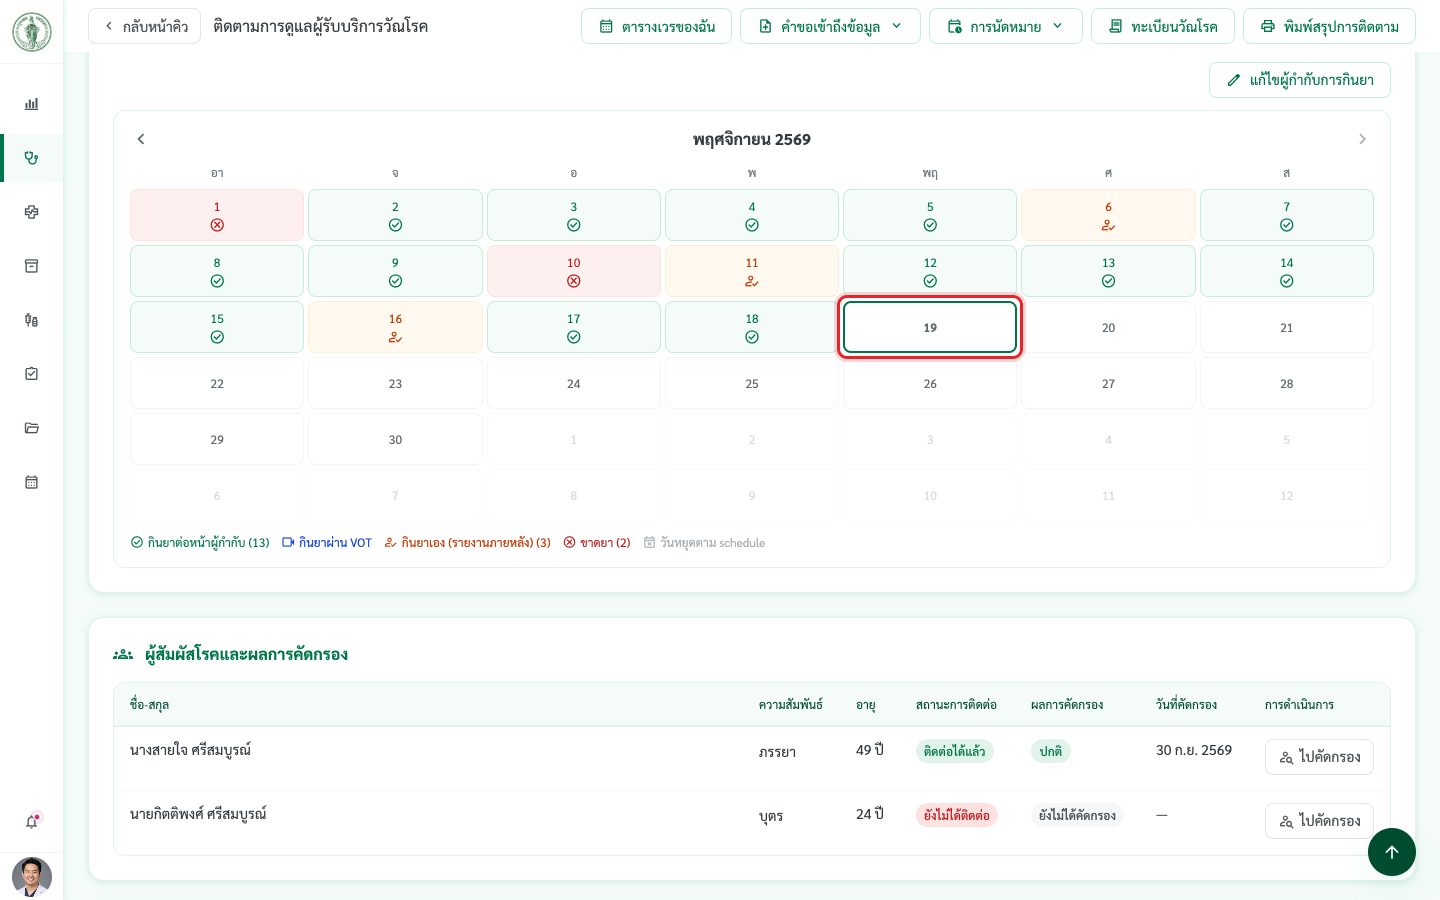 กลับหน้าคิว ติดตามการดูแลผู้รับบริการวัณโรค ตารางเวรของฉัน คำขอเข้าถึงข้อมูล การนัดหมาย ทะเบียนวัณโรค พิมพ์สรุปการติดตาม
แก้ไขผู้กำกับการกินยา
พฤศจิกายน 2569
อา จ อ พ พฤ ศ ส
1 2 3 4 5 6 7
8 9 10 11 12 13 14
15 16 17 18 19 20 21
22 23 24 25 26 27 28
29 30 1 2 3 4 5
6 7 8 9 10 11 12
กินยาต่อหน้าผู้กำกับ (13) กินยาผ่าน VOT กินยาเอง (รายงานภายหลัง) (3) ขาดยา (2) วันหยุดตาม schedule
ผู้สัมผัสโรคและผลการคัดกรอง
ชื่อ-สกุล ความสัมพันธ์ อายุ สถานะการติดต่อ ผลการคัดกรอง วันที่คัดกรอง การดำเนินการ
นางสายใจ ศรีสมบูรณ์ ภรรยา 49 ปี ติดต่อได้แล้ว ปกติ 30 ก.ย. 2569 ไปคัดกรอง
นายกิตติพงศ์ ศรีสมบูรณ์ บุตร 24 ปี ยังไม่ได้ติดต่อ ยังไม่ได้คัดกรอง — ไปคัดกรอง